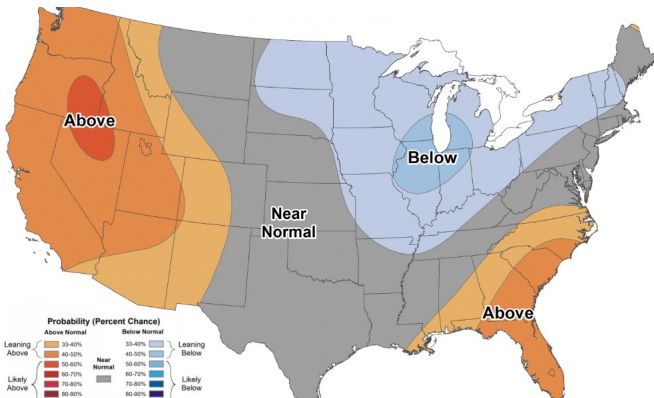 Above
Below
Near
Normal
Above
Probability (Percent Chance)
Above Normal
Below Normal
Leaning
Above
33-40%
40-50%
Likely
Above
50-60%
60-70%
70-80%
80-90%
Near
Normal
33-40%
40-50%
Leaning
Below
50-60%
60-70%
70-80%
80-90%
Likely
Below